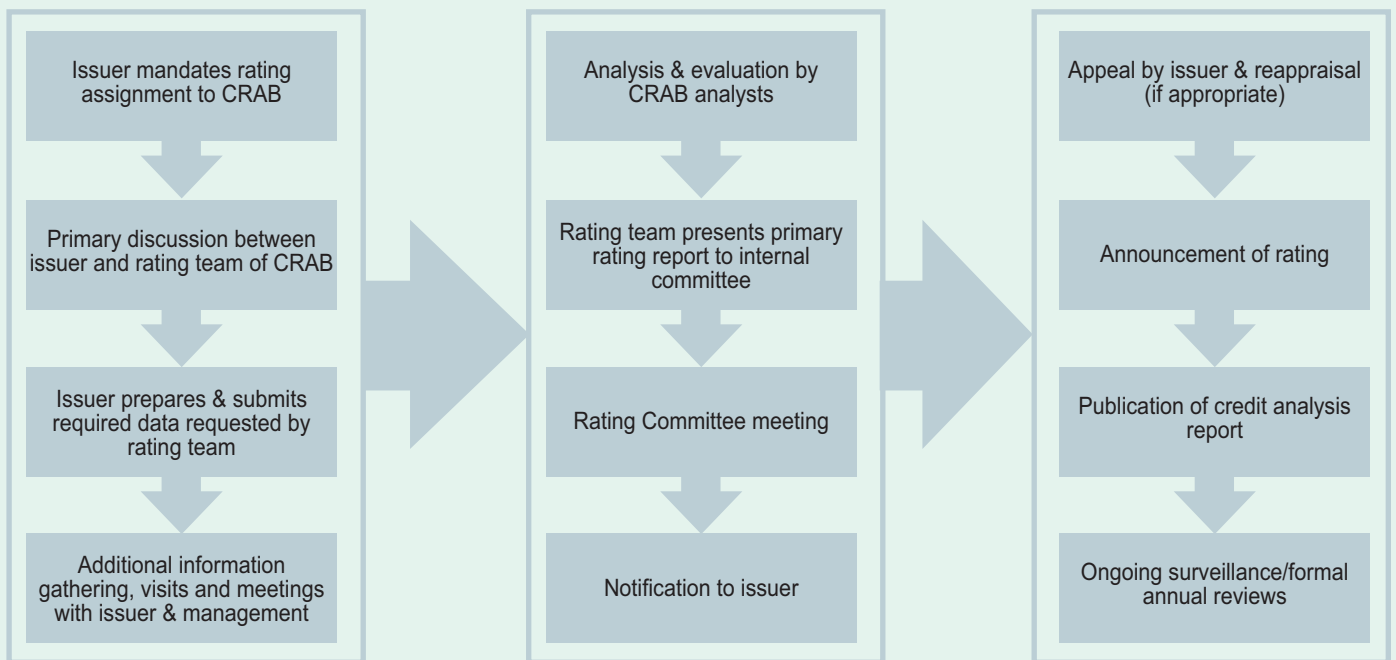 Issuer mandates rating
assignment to CRAB
Primary discussion between
issuer and rating team of CRAB
Issuer prepares & submits
required data requested by
rating team
Additional information
gathering, visits and meetings
with issuer & management
Analysis & evaluation by
CRAB analysts
Rating team presents primary
rating report to internal
committee
Rating Committee meeting
Notification to issuer
Appeal by issuer & reappraisal
(if appropriate)
Announcement of rating
Publication of credit analysis
report
Ongoing surveillance/formal
annual reviews